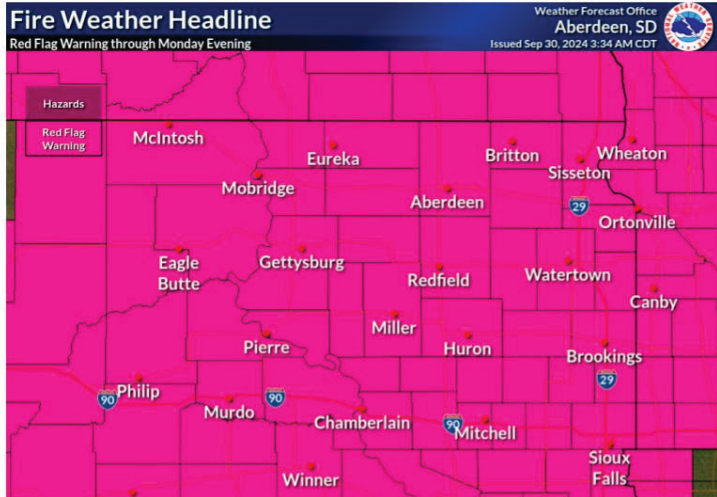 Fire Weather Headline
Red Flag Warning through Monday Evening
Weather Forecast Office
Aberdeen, SD
Issued Sep 30, 2024 3:34 AM CDT
Hazards
Red Flag
Warning
McIntosh
Eureka
Britton
Wheaton
Sisseton
Mobridge
Aberdeen
29
Ortonville
Eagle
Butte
Gettysburg
Redfield
Watertown
Canby
Miller
Pierre
Huron
Brookings
Philip
90
Murdo
90
29
Chamberlain
90
Mitchell
Sioux
Falls
Winner